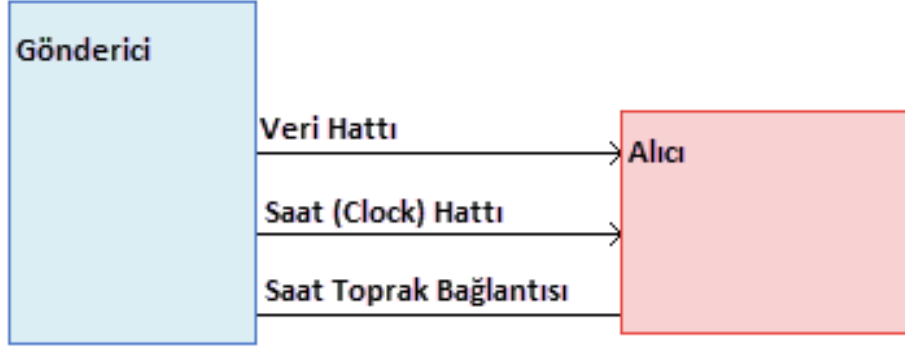 Gönderici
Veri Hattı
Alıcı
Saat (Clock) Hattı
Saat Toprak Bağlantısı